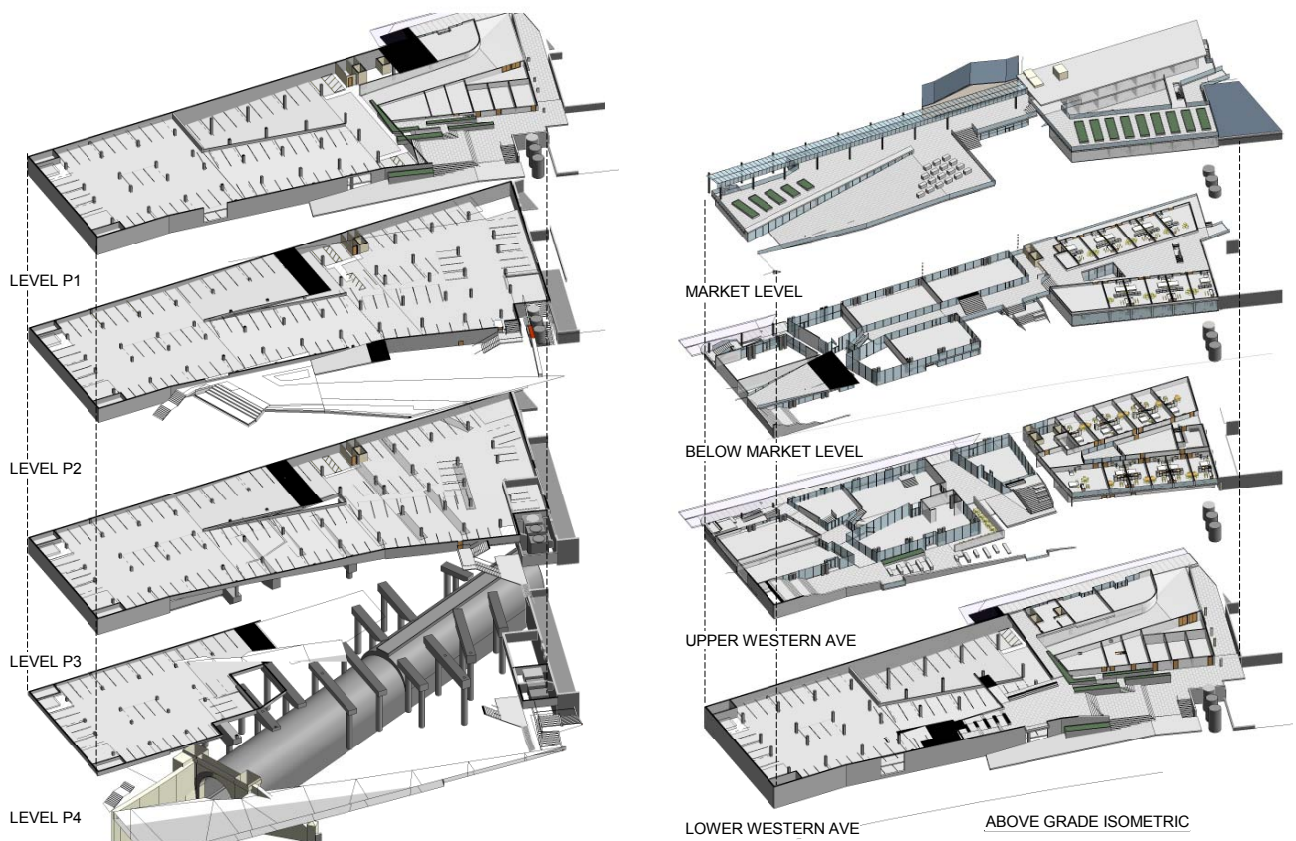 LEVEL P1
LEVEL P2
LEVEL P3
LEVEL P4
MARKET LEVEL
BELOW MARKET LEVEL
UPPER WESTERN AVE
LOWER WESTERN AVE
ABOVE GRADE ISOMETRIC